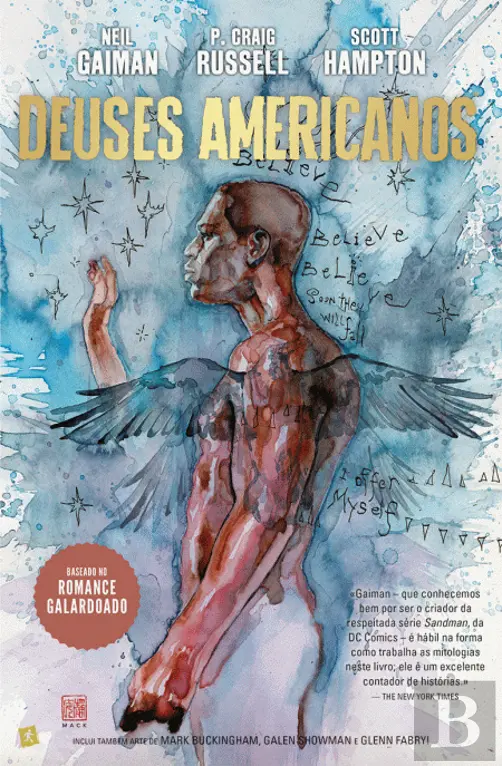 NEIL GAIMAN
P. CRAIG RUSSELL
SCOTT HAMPTON
DEUSES AMERICANOS
Believe
Believe
Believe
Soon they
will fall
I offer
Myself
BASEADO NO
ROMANCE
GALARDOADO
«Gaiman – que conhecemos
bem por ser o criador da
respeitada série Sandman, da
DC Comics – é hábil na forma
como trabalha as mitologias
neste livro; ele é um excelente
contador de histórias.»
— THE NEW YORK TIMES
MACK
INCLUI TAMBÉM ARTE DE MARK BUCKINGHAM, GALEN SHOWMAN E GLENN FABRY!
B